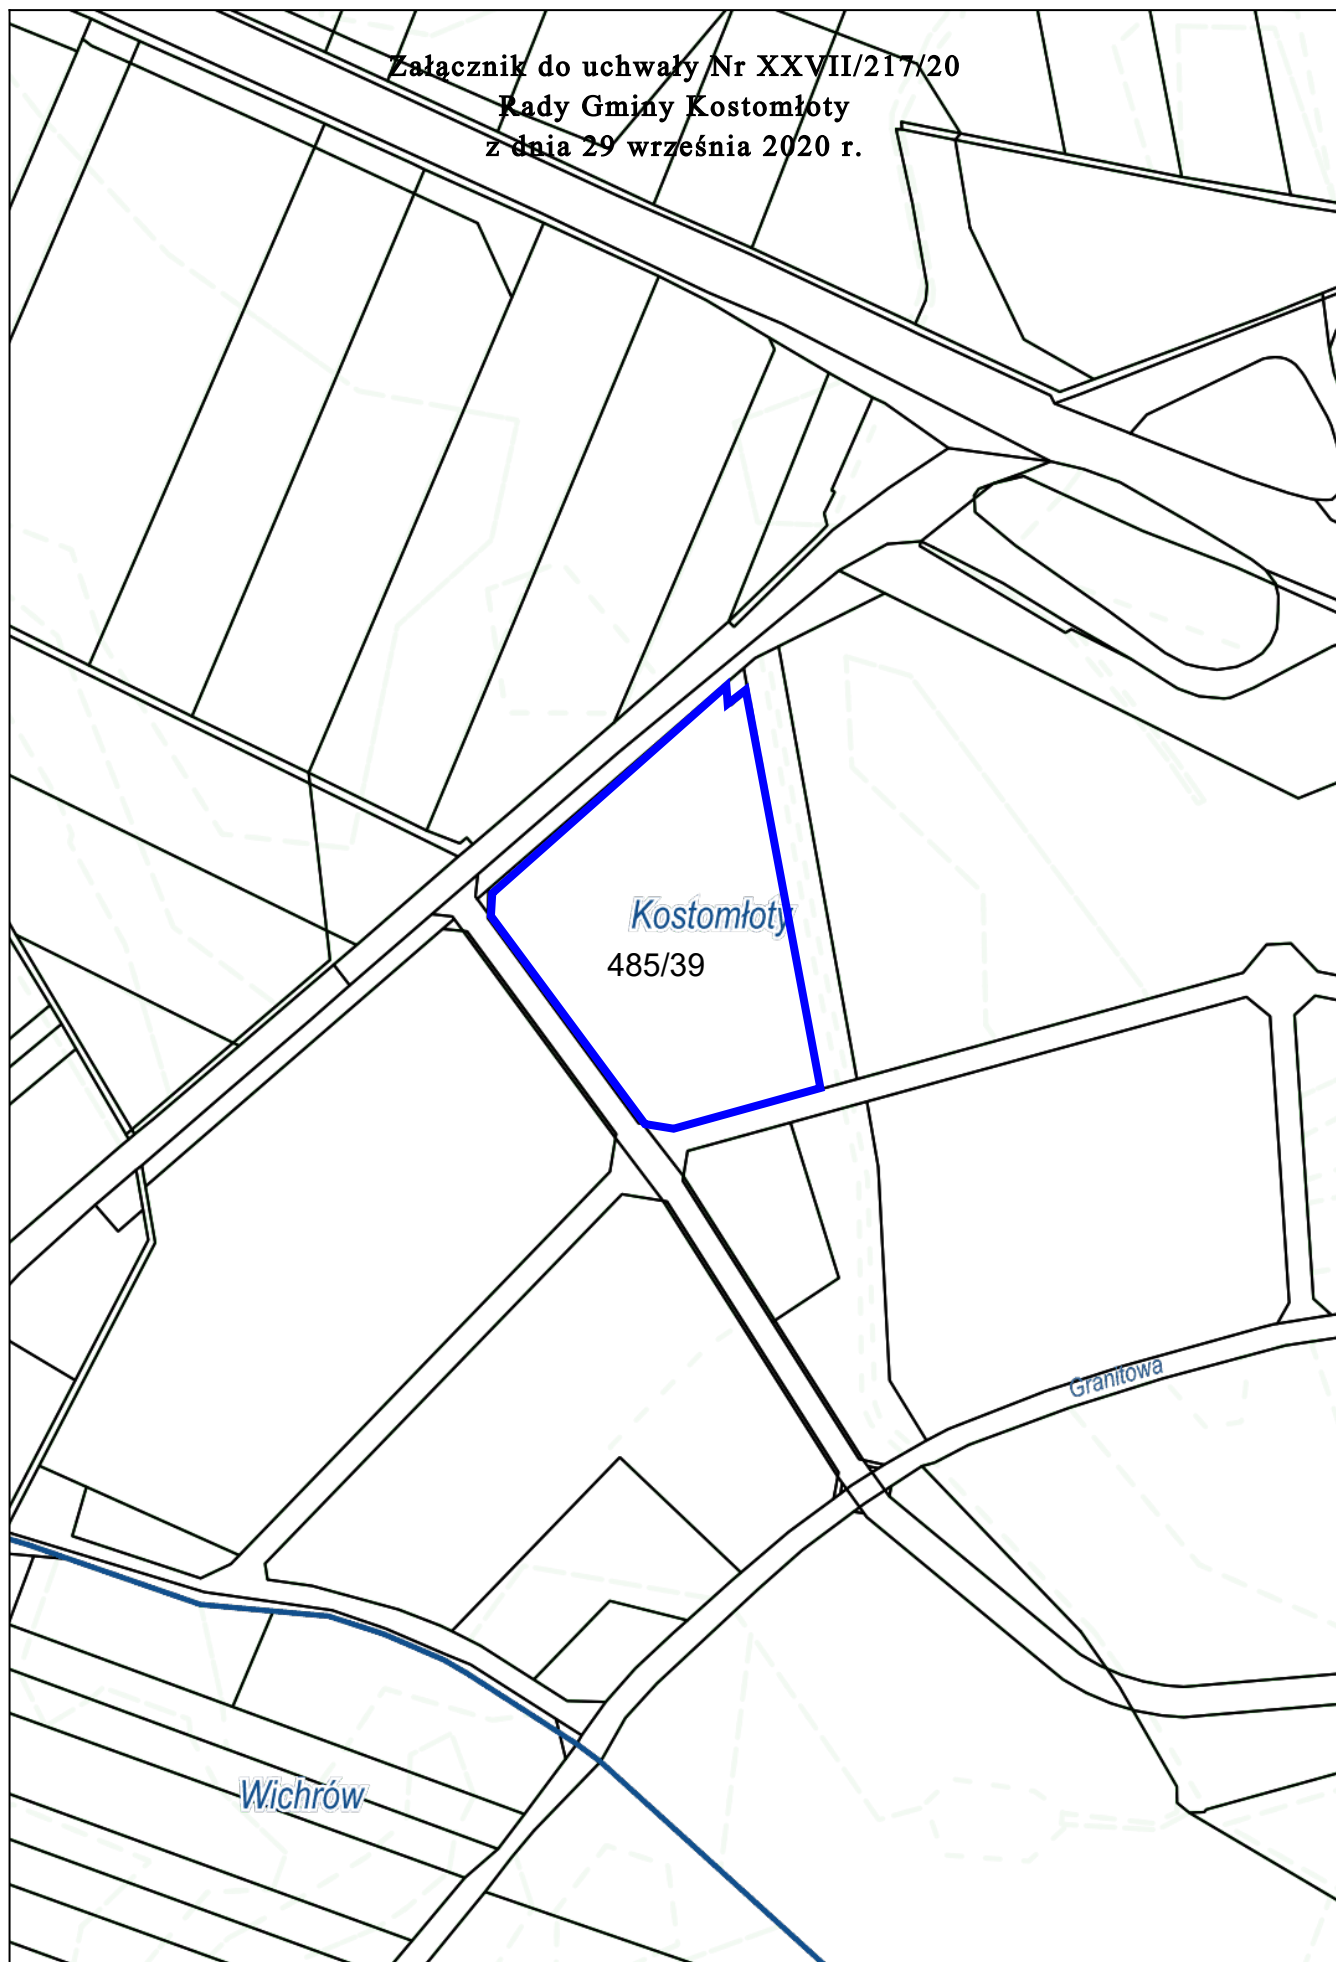 Załącznik do uchwały Nr XXVII/217/20
Rady Gminy Kostomłoty
z dnia 29 września 2020 r.
Kostomłoty
485/39
Granitowa
Wichrów